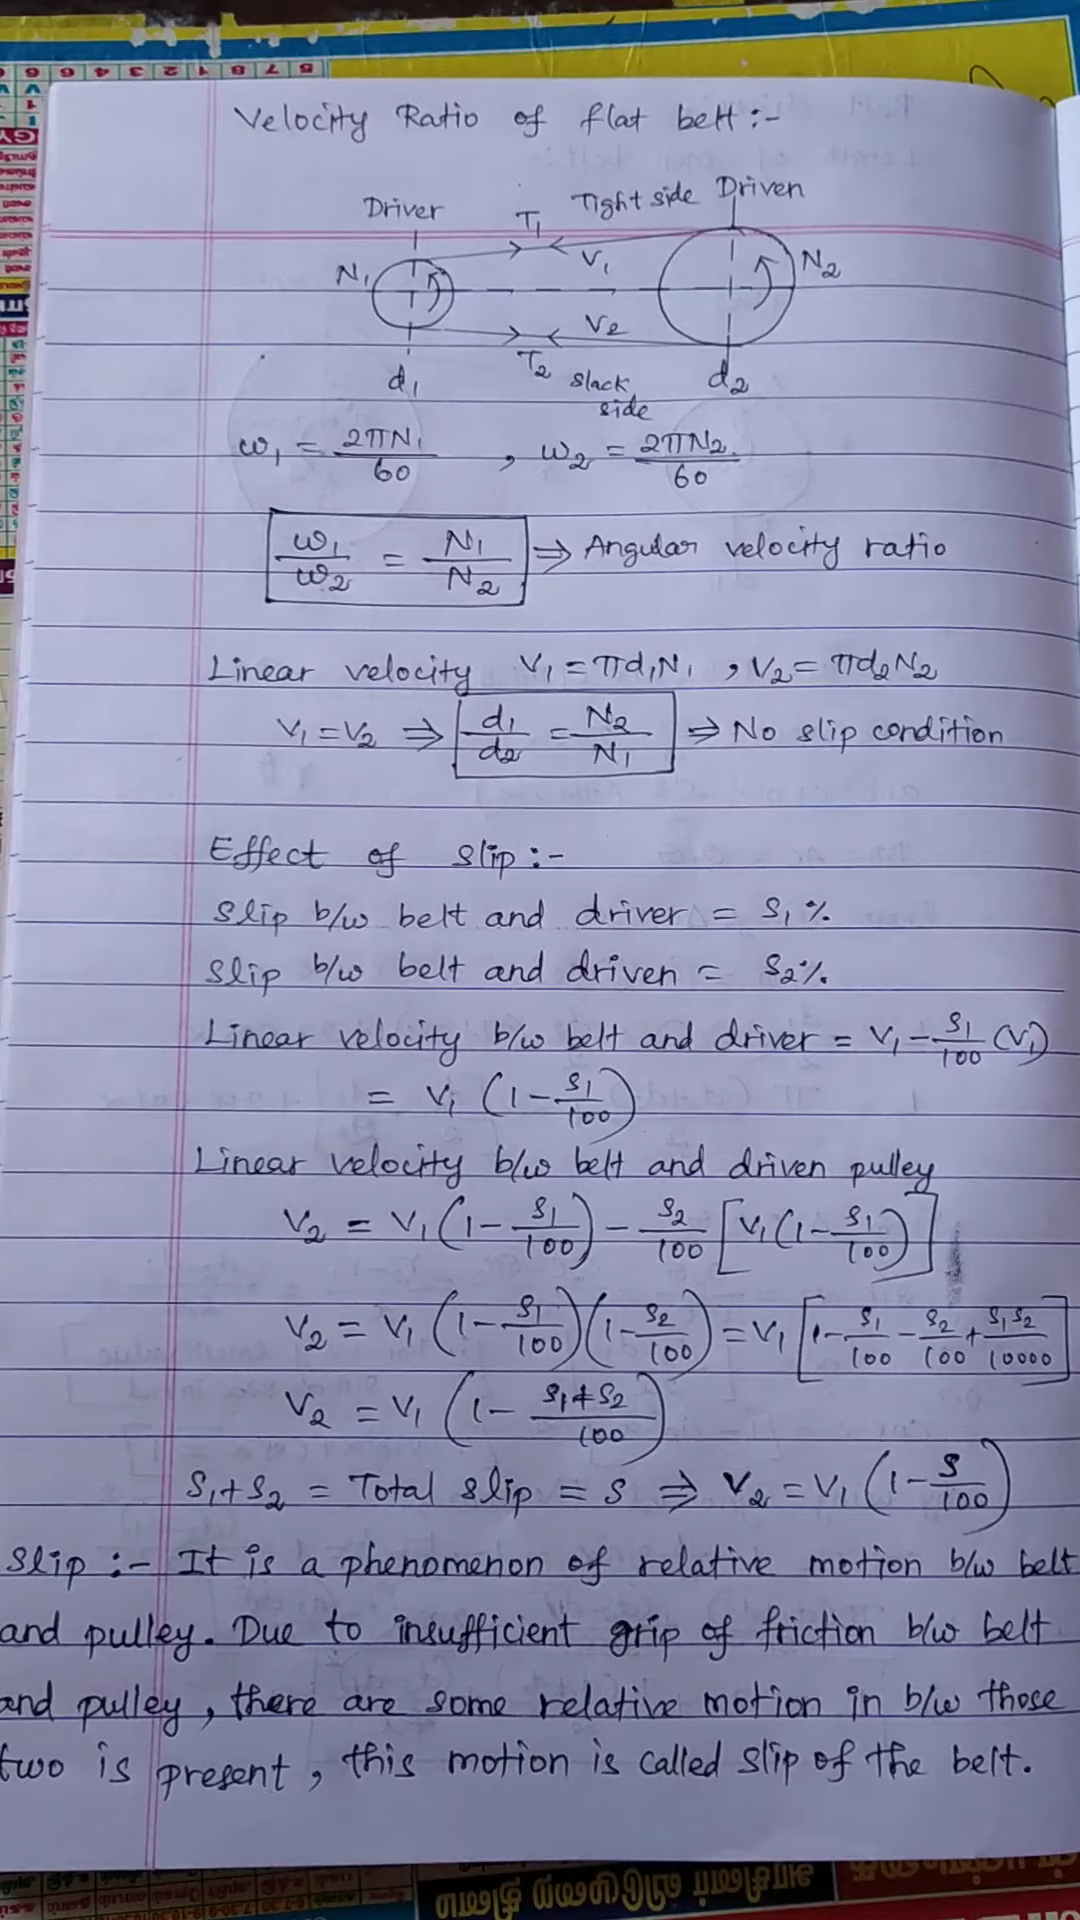 Velocity Ratio of flat belt :-
Driver T₁ Tight side Driven
N₁ V₁ N₂
V₂
d₁ T₂ slack side d₂
ω₁ = 2πN₁/60 , ω₂ = 2πN₂/60
ω₁/ω₂ = N₁/N₂ ⇒ Angular velocity ratio
Linear velocity V₁ = πd₁N₁ , V₂ = πd₂N₂
V₁ = V₂ ⇒ d₁/d₂ = N₂/N₁ ⇒ No slip condition
Effect of slip :-
slip b/w belt and driver = S₁ %
slip b/w belt and driven = S₂ %.
Linear velocity b/w belt and driver = V₁ - S₁/100 (V₁)
= V₁ (1 - S₁/100)
Linear velocity b/w belt and driven pulley
V₂ = V₁ (1 - S₁/100) - S₂/100 [V₁ (1 - S₁/100)]
V₂ = V₁ (1 - S₁/100)(1 - S₂/100) = V₁ [1 - S₁/100 - S₂/100 + S₁S₂/10000]
V₂ = V₁ (1 - S₁+S₂/100)
S₁+S₂ = Total slip = S ⇒ V₂ = V₁ (1 - S/100)
slip :- It is a phenomenon of relative motion b/w belt
and pulley. Due to insufficient grip of friction b/w belt
and pulley, there are some relative motion in b/w those
two is present, this motion is called slip of the belt.
அரசினர் விடுமுறை தினம்